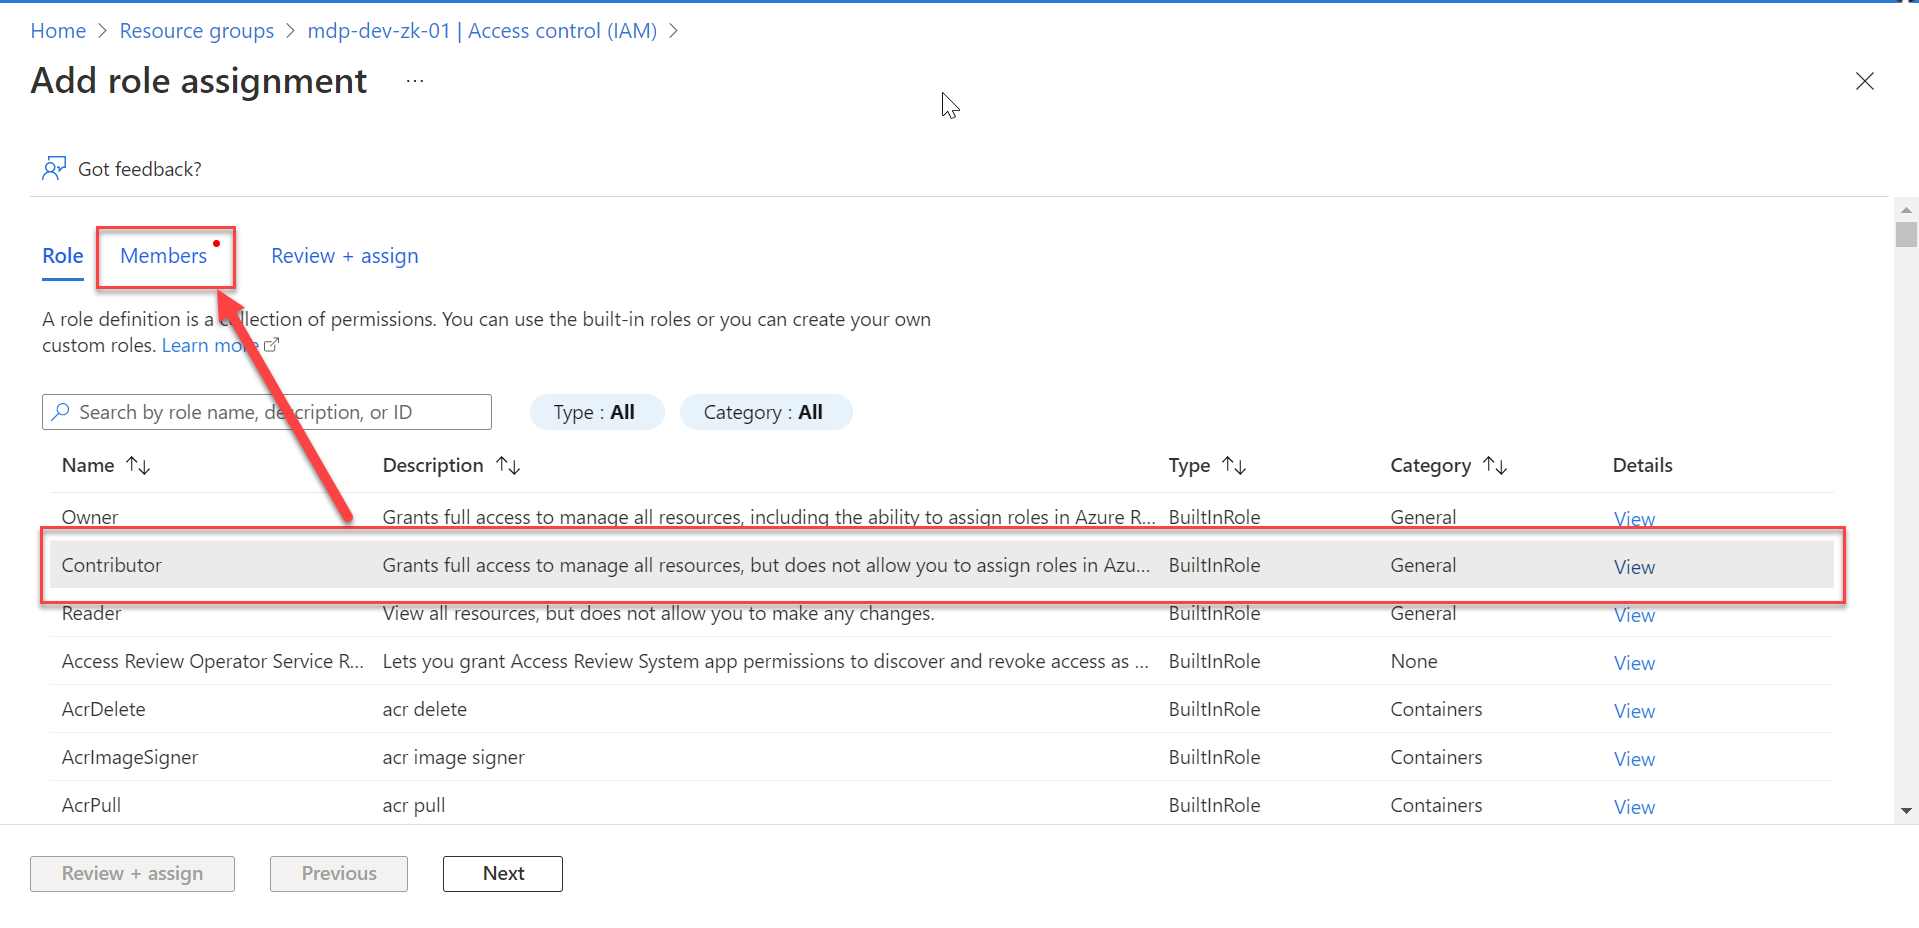 Home > Resource groups > mdp-dev-zk-01 | Access control (IAM) >
Add role assignment ...
Got feedback?
Role Members Review + assign
A role definition is a collection of permissions. You can use the built-in roles or you can create your own
custom roles. Learn more
Search by role name, description, or ID Type : All Category : All
Name ↑↓ Description ↑↓ Type ↑↓ Category ↑↓ Details
Owner Grants full access to manage all resources, including the ability to assign roles in Azure R... BuiltInRole General View
Contributor Grants full access to manage all resources, but does not allow you to assign roles in Azu... BuiltInRole General View
Reader View all resources, but does not allow you to make any changes. BuiltInRole General View
Access Review Operator Service R... Lets you grant Access Review System app permissions to discover and revoke access as ... BuiltInRole None View
AcrDelete acr delete BuiltInRole Containers View
AcrImageSigner acr image signer BuiltInRole Containers View
AcrPull acr pull BuiltInRole Containers View
Review + assign Previous Next